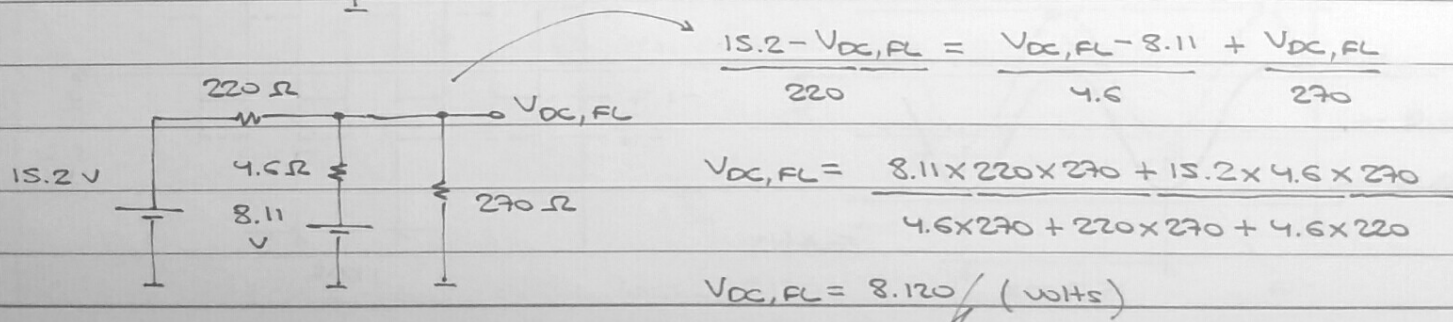 15.2 - V_DC,FL / 220 = V_DC,FL - 8.11 / 4.6 + V_DC,FL / 270
220 Ω
V_DC,FL
15.2 V
4.6 Ω
8.11
V
270 Ω
V_DC,FL = 8.11 × 220 × 270 + 15.2 × 4.6 × 270 / 4.6 × 270 + 220 × 270 + 4.6 × 220
V_DC,FL = 8.120 // (volts)